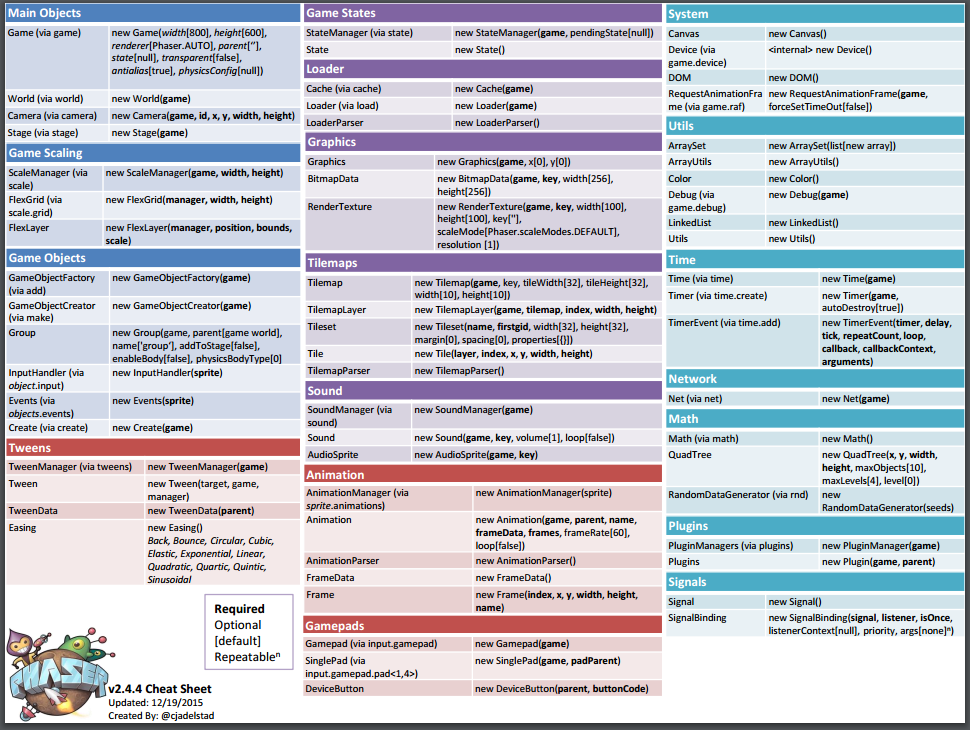 Main Objects
Game (via game) new Game(width[800], height[600],
renderer[Phaser.AUTO], parent[''],
state[null], transparent[false],
antialias[true], physicsConfig[null])
World (via world) new World(game)
Camera (via camera) new Camera(game, id, x, y, width, height)
Stage (via stage) new Stage(game)
Game Scaling
ScaleManager (via new ScaleManager(game, width, height)
scale)
FlexGrid (via new FlexGrid(manager, width, height)
scale.grid)
FlexLayer new FlexLayer(manager, position, bounds,
scale)
Game Objects
GameObjectFactory new GameObjectFactory(game)
(via add)
GameObjectCreator new GameObjectCreator(game)
(via make)
Group new Group(game, parent[game world],
name['group'], addToStage[false],
enableBody[false], physicsBodyType[0]
InputHandler (via new InputHandler(sprite)
object.input)
Events (via new Events(sprite)
objects.events)
Create (via create) new Create(game)
Tweens
TweenManager (via tweens) new TweenManager(game)
Tween new Tween(target, game,
manager)
TweenData new TweenData(parent)
Easing new Easing()
Back, Bounce, Circular, Cubic,
Elastic, Exponential, Linear,
Quadratic, Quartic, Quintic,
Sinusoidal
Required
Optional
[default]
Repeatableⁿ
PHASER
v2.4.4 Cheat Sheet
Updated: 12/19/2015
Created By: @cjadelstad
Game States
StateManager (via state) new StateManager(game, pendingState[null])
State new State()
Loader
Cache (via cache) new Cache(game)
Loader (via load) new Loader(game)
LoaderParser new LoaderParser()
Graphics
Graphics new Graphics(game, x[0], y[0])
BitmapData new BitmapData(game, key, width[256],
height[256])
RenderTexture new RenderTexture(game, key, width[100],
height[100], key[''],
scaleMode[Phaser.scaleModes.DEFAULT],
resolution [1])
Tilemaps
Tilemap new Tilemap(game, key, tileWidth[32], tileHeight[32],
width[10], height[10])
TilemapLayer new TilemapLayer(game, tilemap, index, width, height)
Tileset new Tileset(name, firstgid, width[32], height[32],
margin[0], spacing[0], properties[{}])
Tile new Tile(layer, index, x, y, width, height)
TilemapParser new TilemapParser()
Sound
SoundManager (via new SoundManager(game)
sound)
Sound new Sound(game, key, volume[1], loop[false])
AudioSprite new AudioSprite(game, key)
Animation
AnimationManager (via new AnimationManager(sprite)
sprite.animations)
Animation new Animation(game, parent, name,
frameData, frames, frameRate[60],
loop[false])
AnimationParser new AnimationParser()
FrameData new FrameData()
Frame new Frame(index, x, y, width, height,
name)
Gamepads
Gamepad (via input.gamepad) new Gamepad(game)
SinglePad (via new SinglePad(game, padParent)
input.gamepad.pad<1,4>)
DeviceButton new DeviceButton(parent, buttonCode)
System
Canvas new Canvas()
Device (via <internal> new Device()
game.device)
DOM new DOM()
RequestAnimationFra new RequestAnimationFrame(game,
me (via game.raf) forceSetTimeOut[false])
Utils
ArraySet new ArraySet(list[new array])
ArrayUtils new ArrayUtils()
Color new Color()
Debug (via new Debug(game)
game.debug)
LinkedList new LinkedList()
Utils new Utils()
Time
Time (via time) new Time(game)
Timer (via time.create) new Timer(game,
autoDestroy[true])
TimerEvent (via time.add) new TimerEvent(timer, delay,
tick, repeatCount, loop,
callback, callbackContext,
arguments)
Network
Net (via net) new Net(game)
Math
Math (via math) new Math()
QuadTree new QuadTree(x, y, width,
height, maxObjects[10],
maxLevels[4], level[0])
RandomDataGenerator (via rnd) new
RandomDataGenerator(seeds)
Plugins
PluginManagers (via plugins) new PluginManager(game)
Plugins new Plugin(game, parent)
Signals
Signal new Signal()
SignalBinding new SignalBinding(signal, listener, isOnce,
listenerContext[null], priority, args[none]ⁿ)